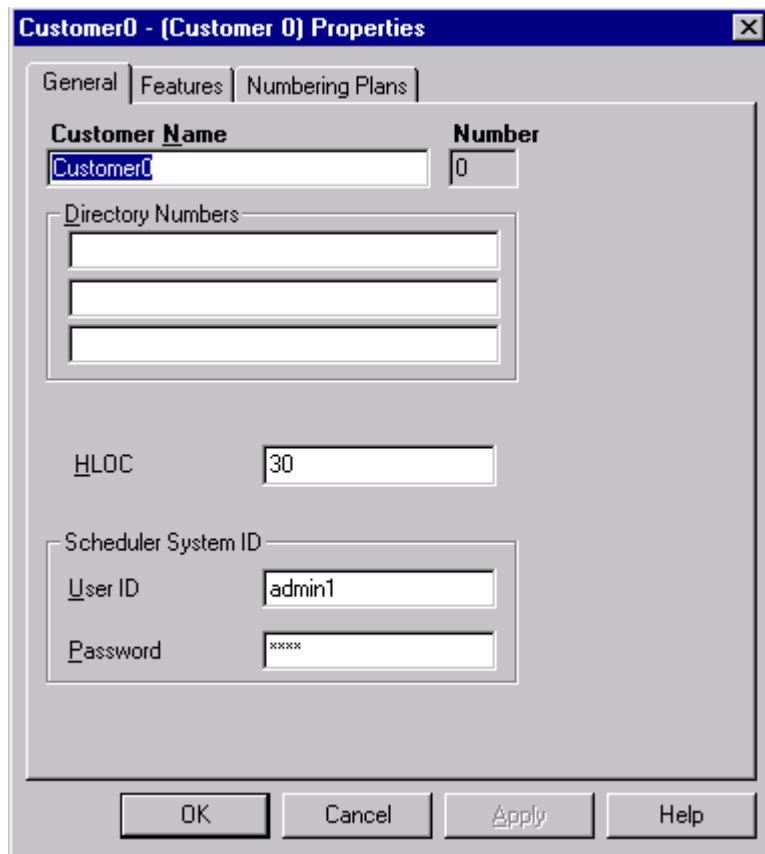 Customer0 - (Customer 0) Properties
General Features Numbering Plans
Customer Name Number
Customer0 0
Directory Numbers
HLOC 30
Scheduler System ID
User ID admin1
Password ****
OK Cancel Apply Help